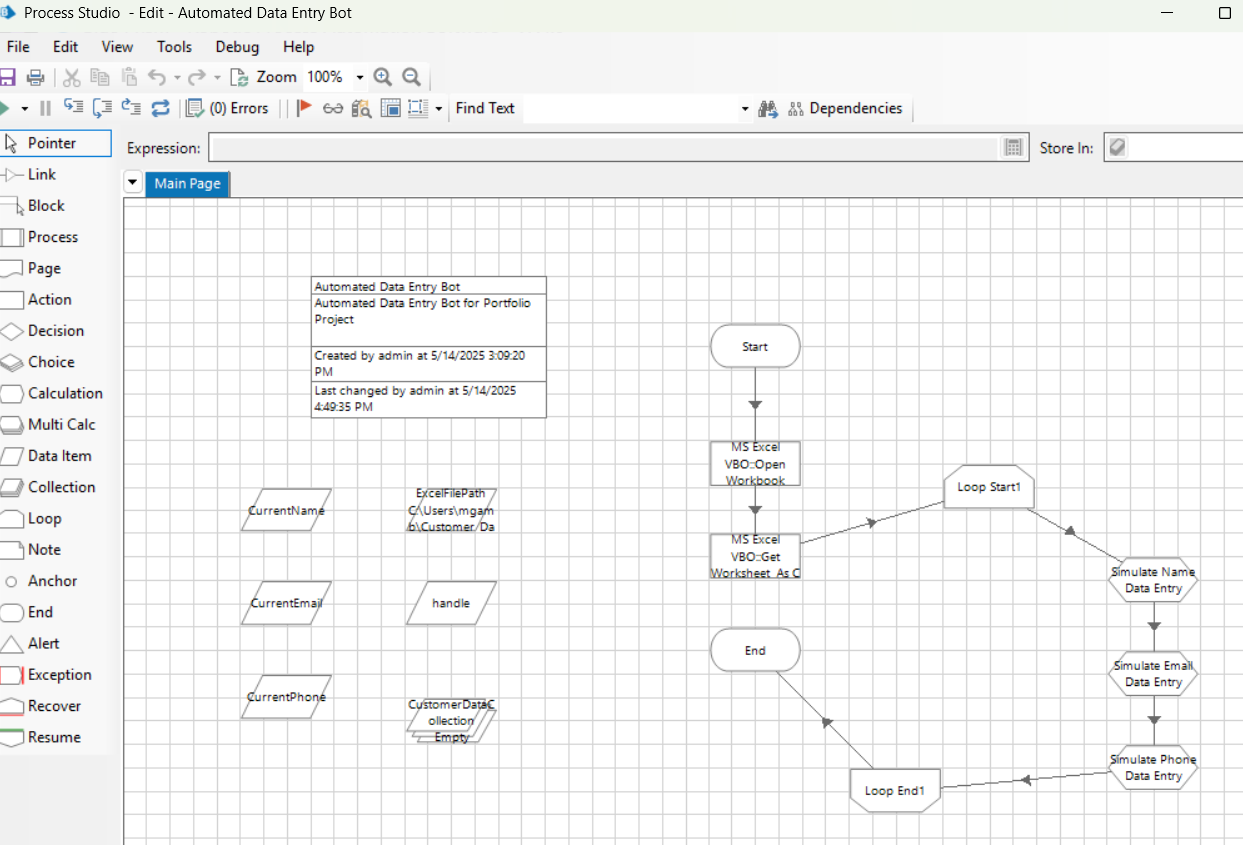 Process Studio - Edit - Automated Data Entry Bot
File Edit View Tools Debug Help
Zoom 100%
(0) Errors Find Text Dependencies
Pointer
Link
Block
Process
Page
Action
Decision
Choice
Calculation
Multi Calc
Data Item
Collection
Loop
Note
Anchor
End
Alert
Exception
Recover
Resume
Expression: Store In:
Main Page
Automated Data Entry Bot
Automated Data Entry Bot for Portfolio
Project
Created by admin at 5/14/2025 3:09:20
PM
Last changed by admin at 5/14/2025
4:49:35 PM
CurrentName
ExcelFilePath
C:\Users\mgam
b\Customer_Da
CurrentEmail
handle
CurrentPhone
CustomerDataC
ollection
Empty
Start
MS Excel
VBO::Open
Workbook
MS Excel
VBO::Get
Worksheet As C
Loop Start1
Simulate Name
Data Entry
Simulate Email
Data Entry
Simulate Phone
Data Entry
Loop End1
End